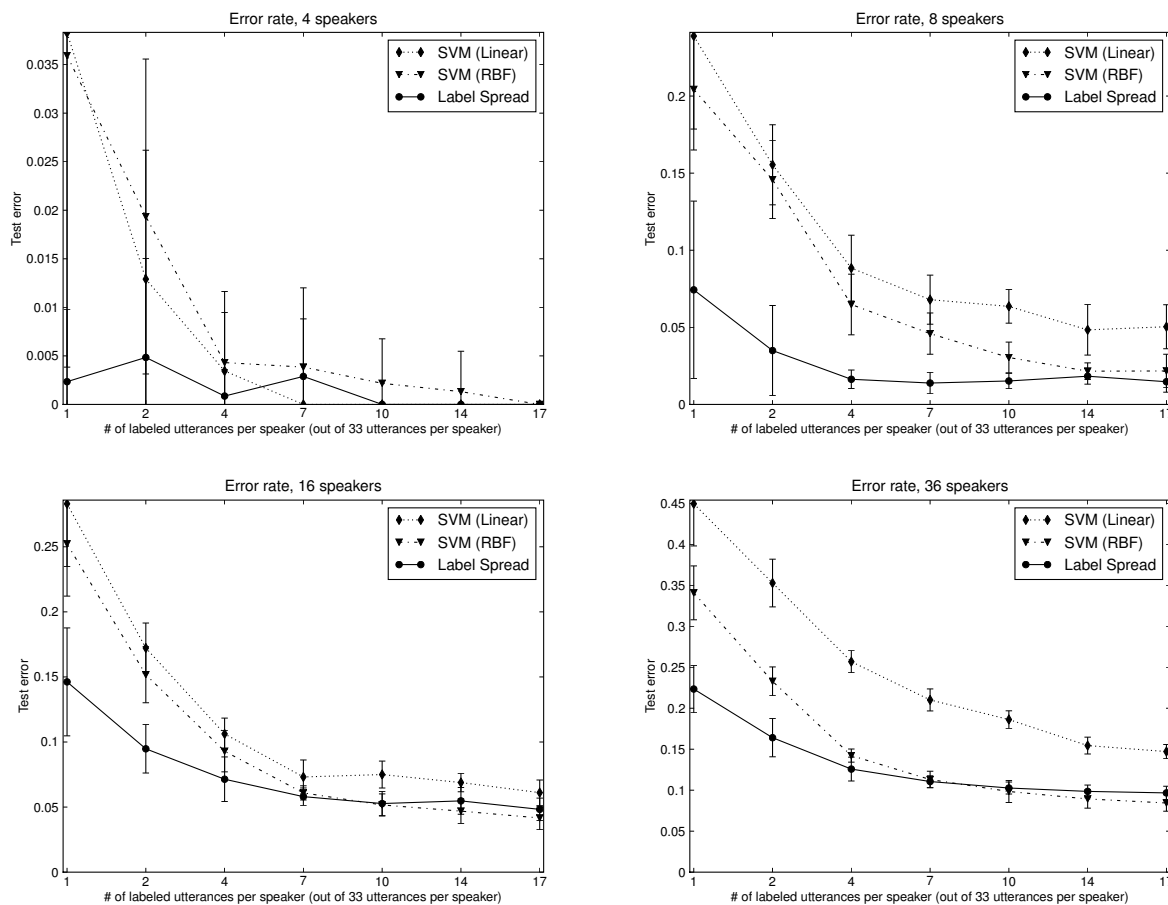 Error rate, 4 speakers
SVM (Linear)
SVM (RBF)
Label Spread
Test error
0.035
0.03
0.025
0.02
0.015
0.01
0.005
0
1 2 4 7 10 14 17
# of labeled utterances per speaker (out of 33 utterances per speaker)
Error rate, 8 speakers
SVM (Linear)
SVM (RBF)
Label Spread
Test error
0.2
0.15
0.1
0.05
0
1 2 4 7 10 14 17
# of labeled utterances per speaker (out of 33 utterances per speaker)
Error rate, 16 speakers
SVM (Linear)
SVM (RBF)
Label Spread
Test error
0.25
0.2
0.15
0.1
0.05
0
1 2 4 7 10 14 17
# of labeled utterances per speaker (out of 33 utterances per speaker)
Error rate, 36 speakers
SVM (Linear)
SVM (RBF)
Label Spread
Test error
0.45
0.4
0.35
0.3
0.25
0.2
0.15
0.1
0.05
0
1 2 4 7 10 14 17
# of labeled utterances per speaker (out of 33 utterances per speaker)